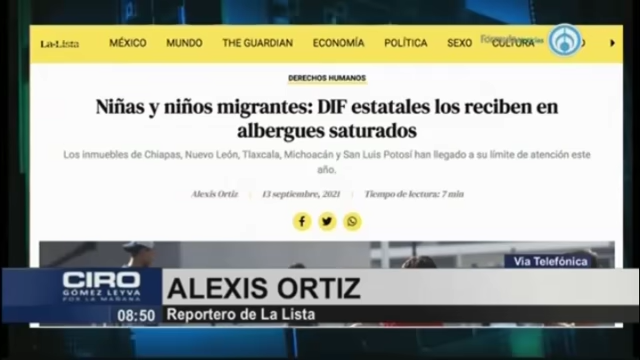 La-Lista MÉXICO MUNDO THE GUARDIAN ECONOMÍA POLÍTICA SEXO CULTURA
DERECHOS HUMANOS
Niñas y niños migrantes: DIF estatales los reciben en
albergues saturados
Los inmuebles de Chiapas, Nuevo León, Tlaxcala, Michoacán y San Luis Potosí han llegado a su límite de atención este
año.
Alexis Ortiz 13 septiembre, 2021 Tiempo de lectura: 7 min
Vía Telefónica
CIRO
GÓMEZ LEYVA
POR LA MAÑANA
08:50
ALEXIS ORTIZ
Reportero de La Lista